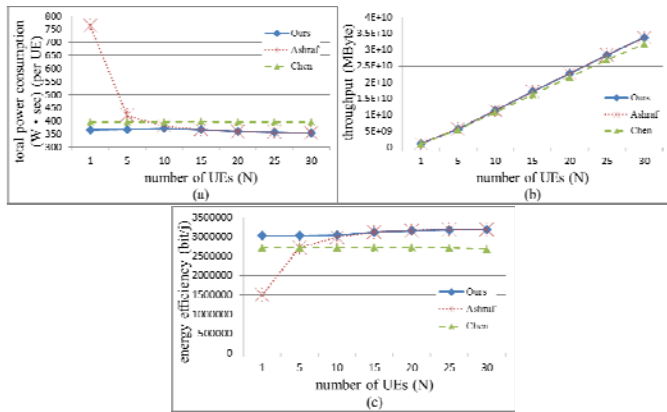 total power consumption
(W • sec) (per UE)
800
750
700
650
600
550
500
450
400
350
300
Ours
Ashraf
Chen
1 5 10 15 20 25 30
number of UEs (N)
(a)
throughput (MByte)
4E+10
3.5E+10
3E+10
2.5E+10
2E+10
1.5E+10
1E+10
5E+09
0
Ours
Ashraf
Chen
1 5 10 15 20 25 30
number of UEs (N)
(b)
energy efficiency (bit/j)
3500000
3000000
2500000
2000000
1500000
1000000
500000
0
Ours
Ashraf
Chen
1 5 10 15 20 25 30
number of UEs (N)
(c)